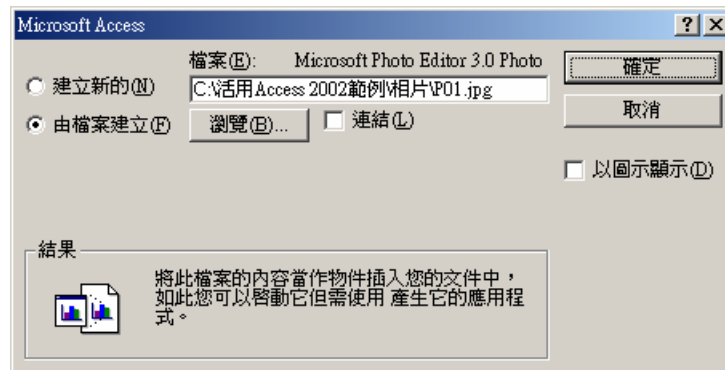 Microsoft Access
檔案(E): Microsoft Photo Editor 3.0 Photo
建立新的(N)
C:\活用Access 2002範例\相片\P01.jpg
確定
由檔案建立(F)
瀏覽(B)...
連結(L)
取消
以圖示顯示(D)
結果
將此檔案的內容當作物件插入您的文件中，
如此您可以啓動它但需使用 產生它的應用程
式。